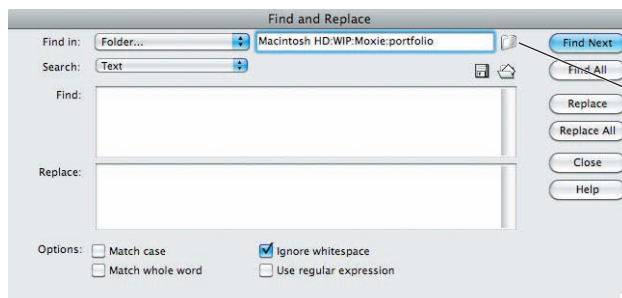 Find and Replace
Find in: Folder... Macintosh HD:WIP:Moxie:portfolio Find Next
Search: Text Find All
Find:
Replace
Replace All
Replace: Close
Help
Options: Match case Ignore whitespace
Match whole word Use regular expression